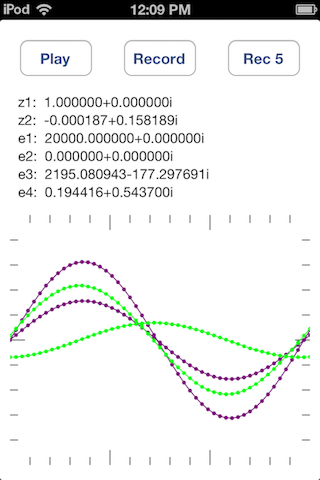 iPod 12:09 PM
Play Record Rec 5
z1: 1.000000+0.000000i
z2: -0.000187+0.158189i
e1: 20000.000000+0.000000i
e2: 0.000000+0.000000i
e3: 2195.080943-177.297691i
e4: 0.194416+0.543700i